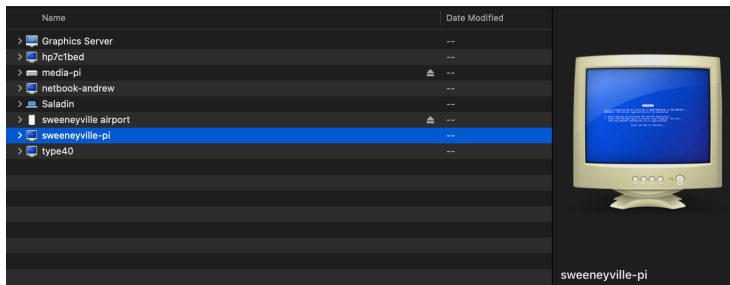 Name Date Modified
Graphics Server --
hp7c1bed --
media-pi --
netbook-andrew --
Saladin --
sweeneyville airport --
sweeneyville-pi --
type40 --
sweeneyville-pi